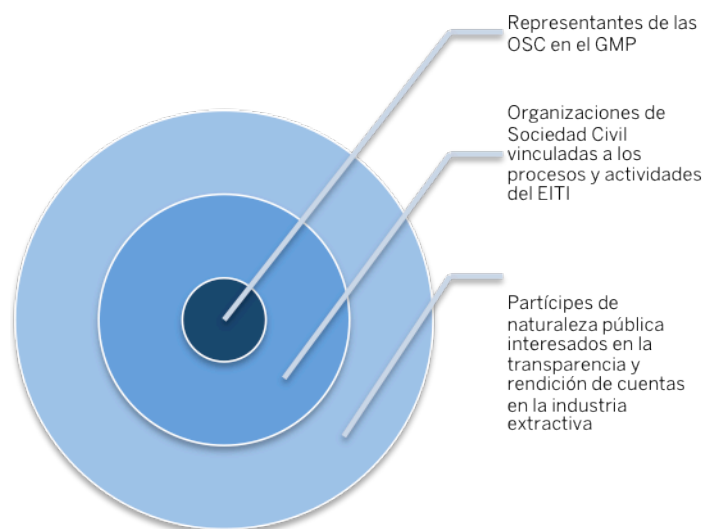 Representantes de las
OSC en el GMP
Organizaciones de
Sociedad Civil
vinculadas a los
procesos y actividades
del EITI
Partícipes de
naturaleza pública
interesados en la
transparencia y
rendición de cuentas
en la industria
extractiva